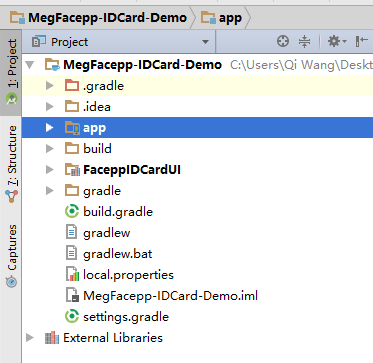 MegFacepp-IDCard-Demo app
Project
MegFacepp-IDCard-Demo C:\Users\Qi Wang\Deskt
.gradle
.idea
app
build
FaceppIDCardUI
gradle
build.gradle
gradlew
gradlew.bat
local.properties
MegFacepp-IDCard-Demo.iml
settings.gradle
External Libraries
1: Project
7: Structure
Captures